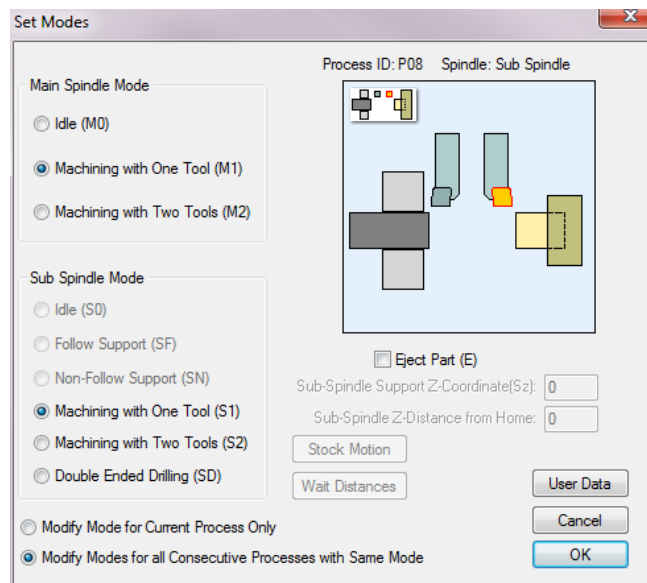 Set Modes
Process ID: P08 Spindle: Sub Spindle
Main Spindle Mode
Idle (M0)
Machining with One Tool (M1)
Machining with Two Tools (M2)
Sub Spindle Mode
Idle (S0)
Follow Support (SF)
Non-Follow Support (SN)
Machining with One Tool (S1)
Machining with Two Tools (S2)
Double Ended Drilling (SD)
Eject Part (E)
Sub-Spindle Support Z-Coordinate(Sz): 0
Sub-Spindle Z-Distance from Home: 0
Stock Motion
Wait Distances
User Data
Cancel
OK
Modify Mode for Current Process Only
Modify Modes for all Consecutive Processes with Same Mode